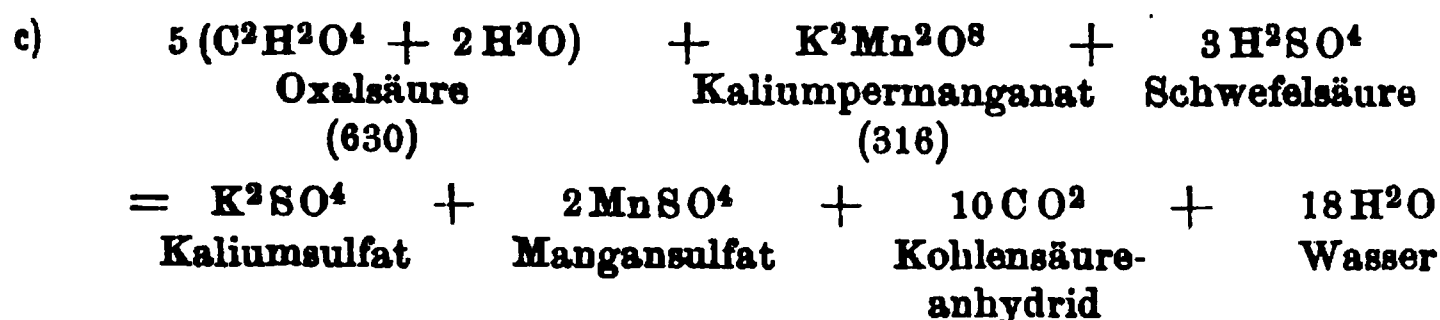 c) 5 (C²H²O⁴ + 2 H²O) + K²Mn²O⁸ + 3 H²SO⁴
Oxalsäure Kaliumpermanganat Schwefelsäure
(630) (316)
= K²SO⁴ + 2 MnSO⁴ + 10 CO² + 18 H²O
Kaliumsulfat Mangansulfat Kohlensäure- Wasser
anhydrid